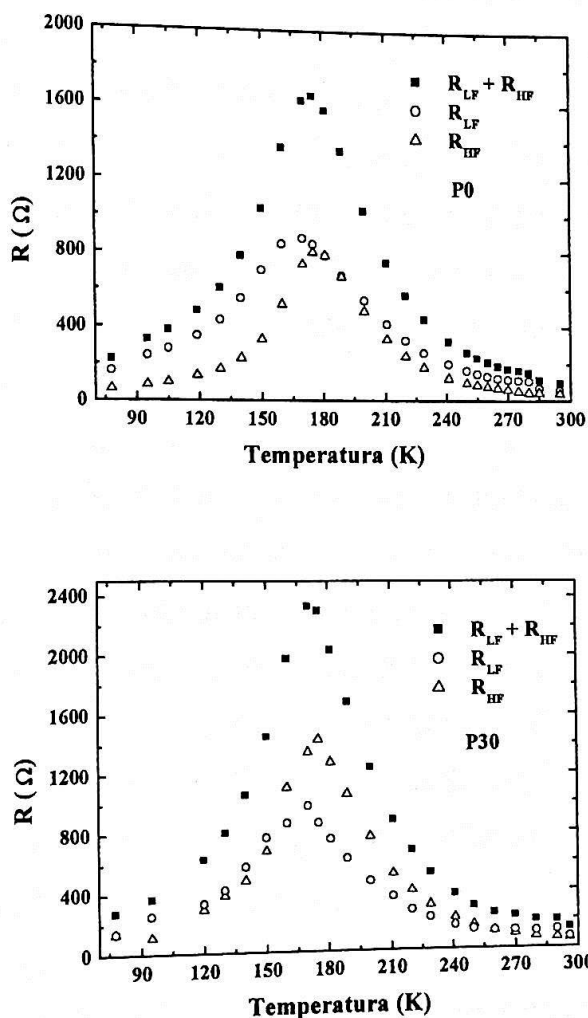 2000
1600
1200
800
400
0
R (Ω)
R_LF + R_HF
R_LF
R_HF
P0
90 120 150 180 210 240 270 300
Temperatura (K)
2400
2000
1600
1200
800
400
0
R (Ω)
R_LF + R_HF
R_LF
R_HF
P30
90 120 150 180 210 240 270 300
Temperatura (K)